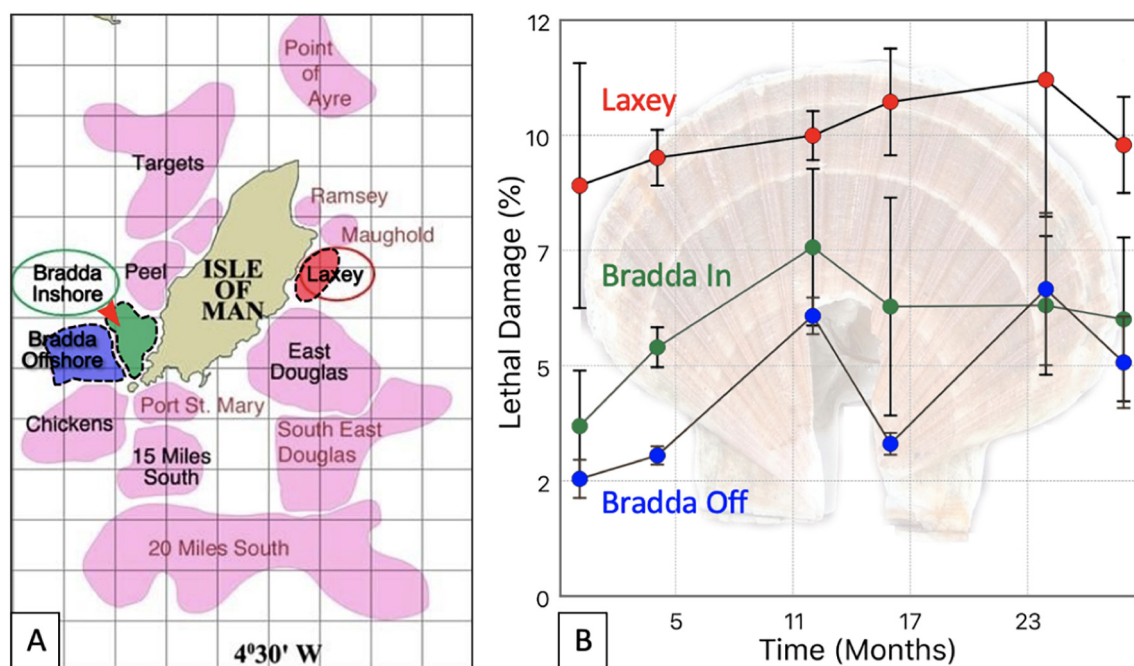 Point
of
Ayre
Targets
Ramsey
Maughold
Peel
Bradda
Inshore
ISLE
OF
MAN
Laxey
Bradda
Offshore
East
Douglas
Chickens
Port St. Mary
South East
Douglas
15 Miles
South
20 Miles South
A
4⁰30' W
Lethal Damage (%)
12
10
7
5
2
0
Laxey
Bradda In
Bradda Off
B
5
11
17
23
Time (Months)